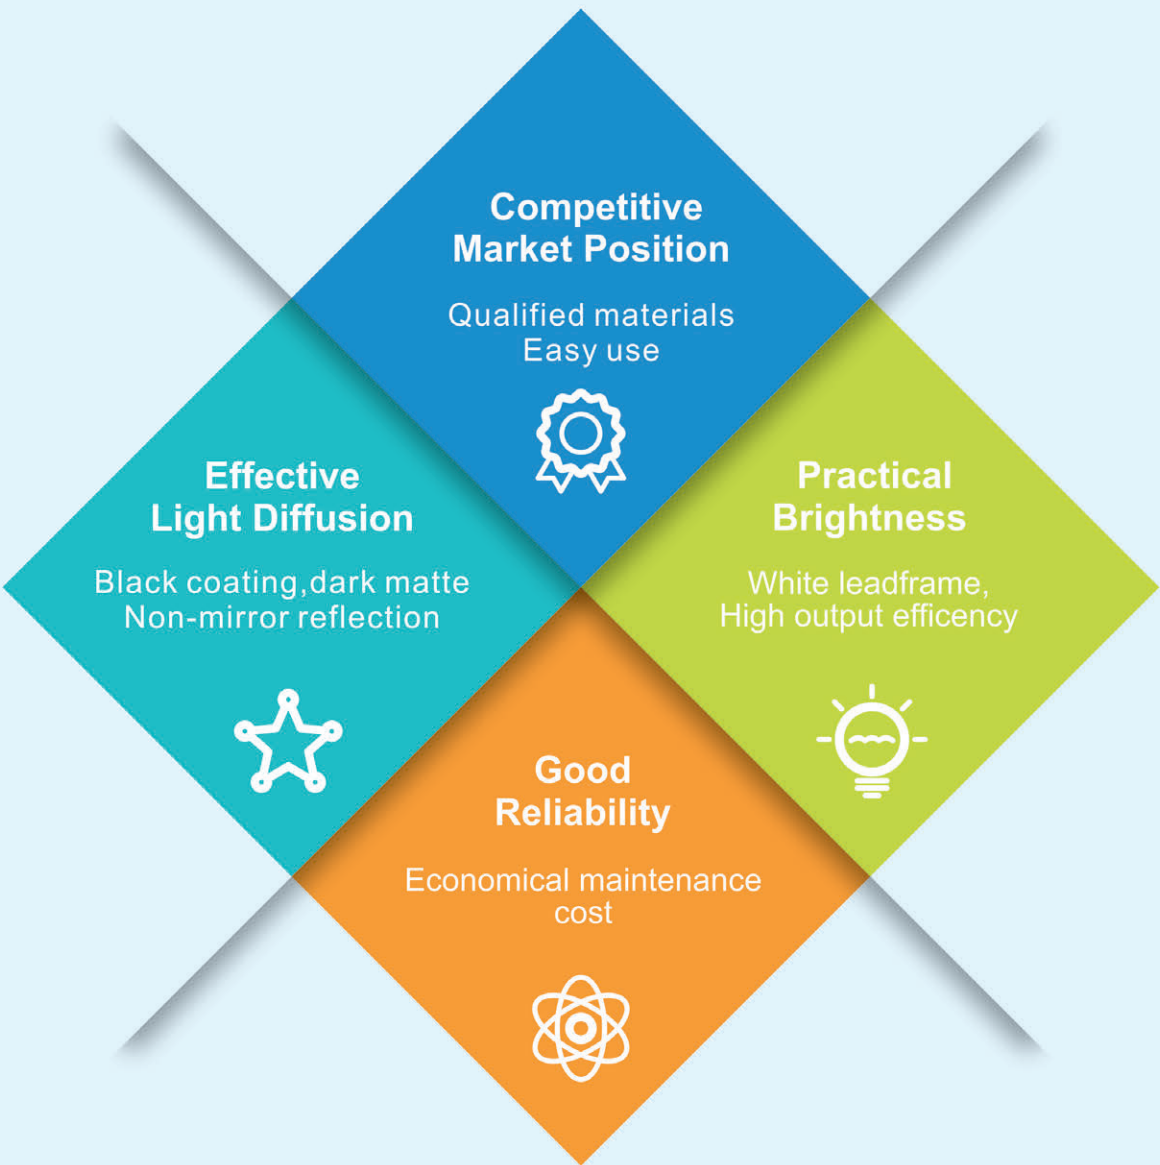 Competitive
Market Position
Qualified materials
Easy use
Effective
Light Diffusion
Black coating,dark matte
Non-mirror reflection
Practical
Brightness
White leadframe,
High output efficency
Good
Reliability
Economical maintenance
cost